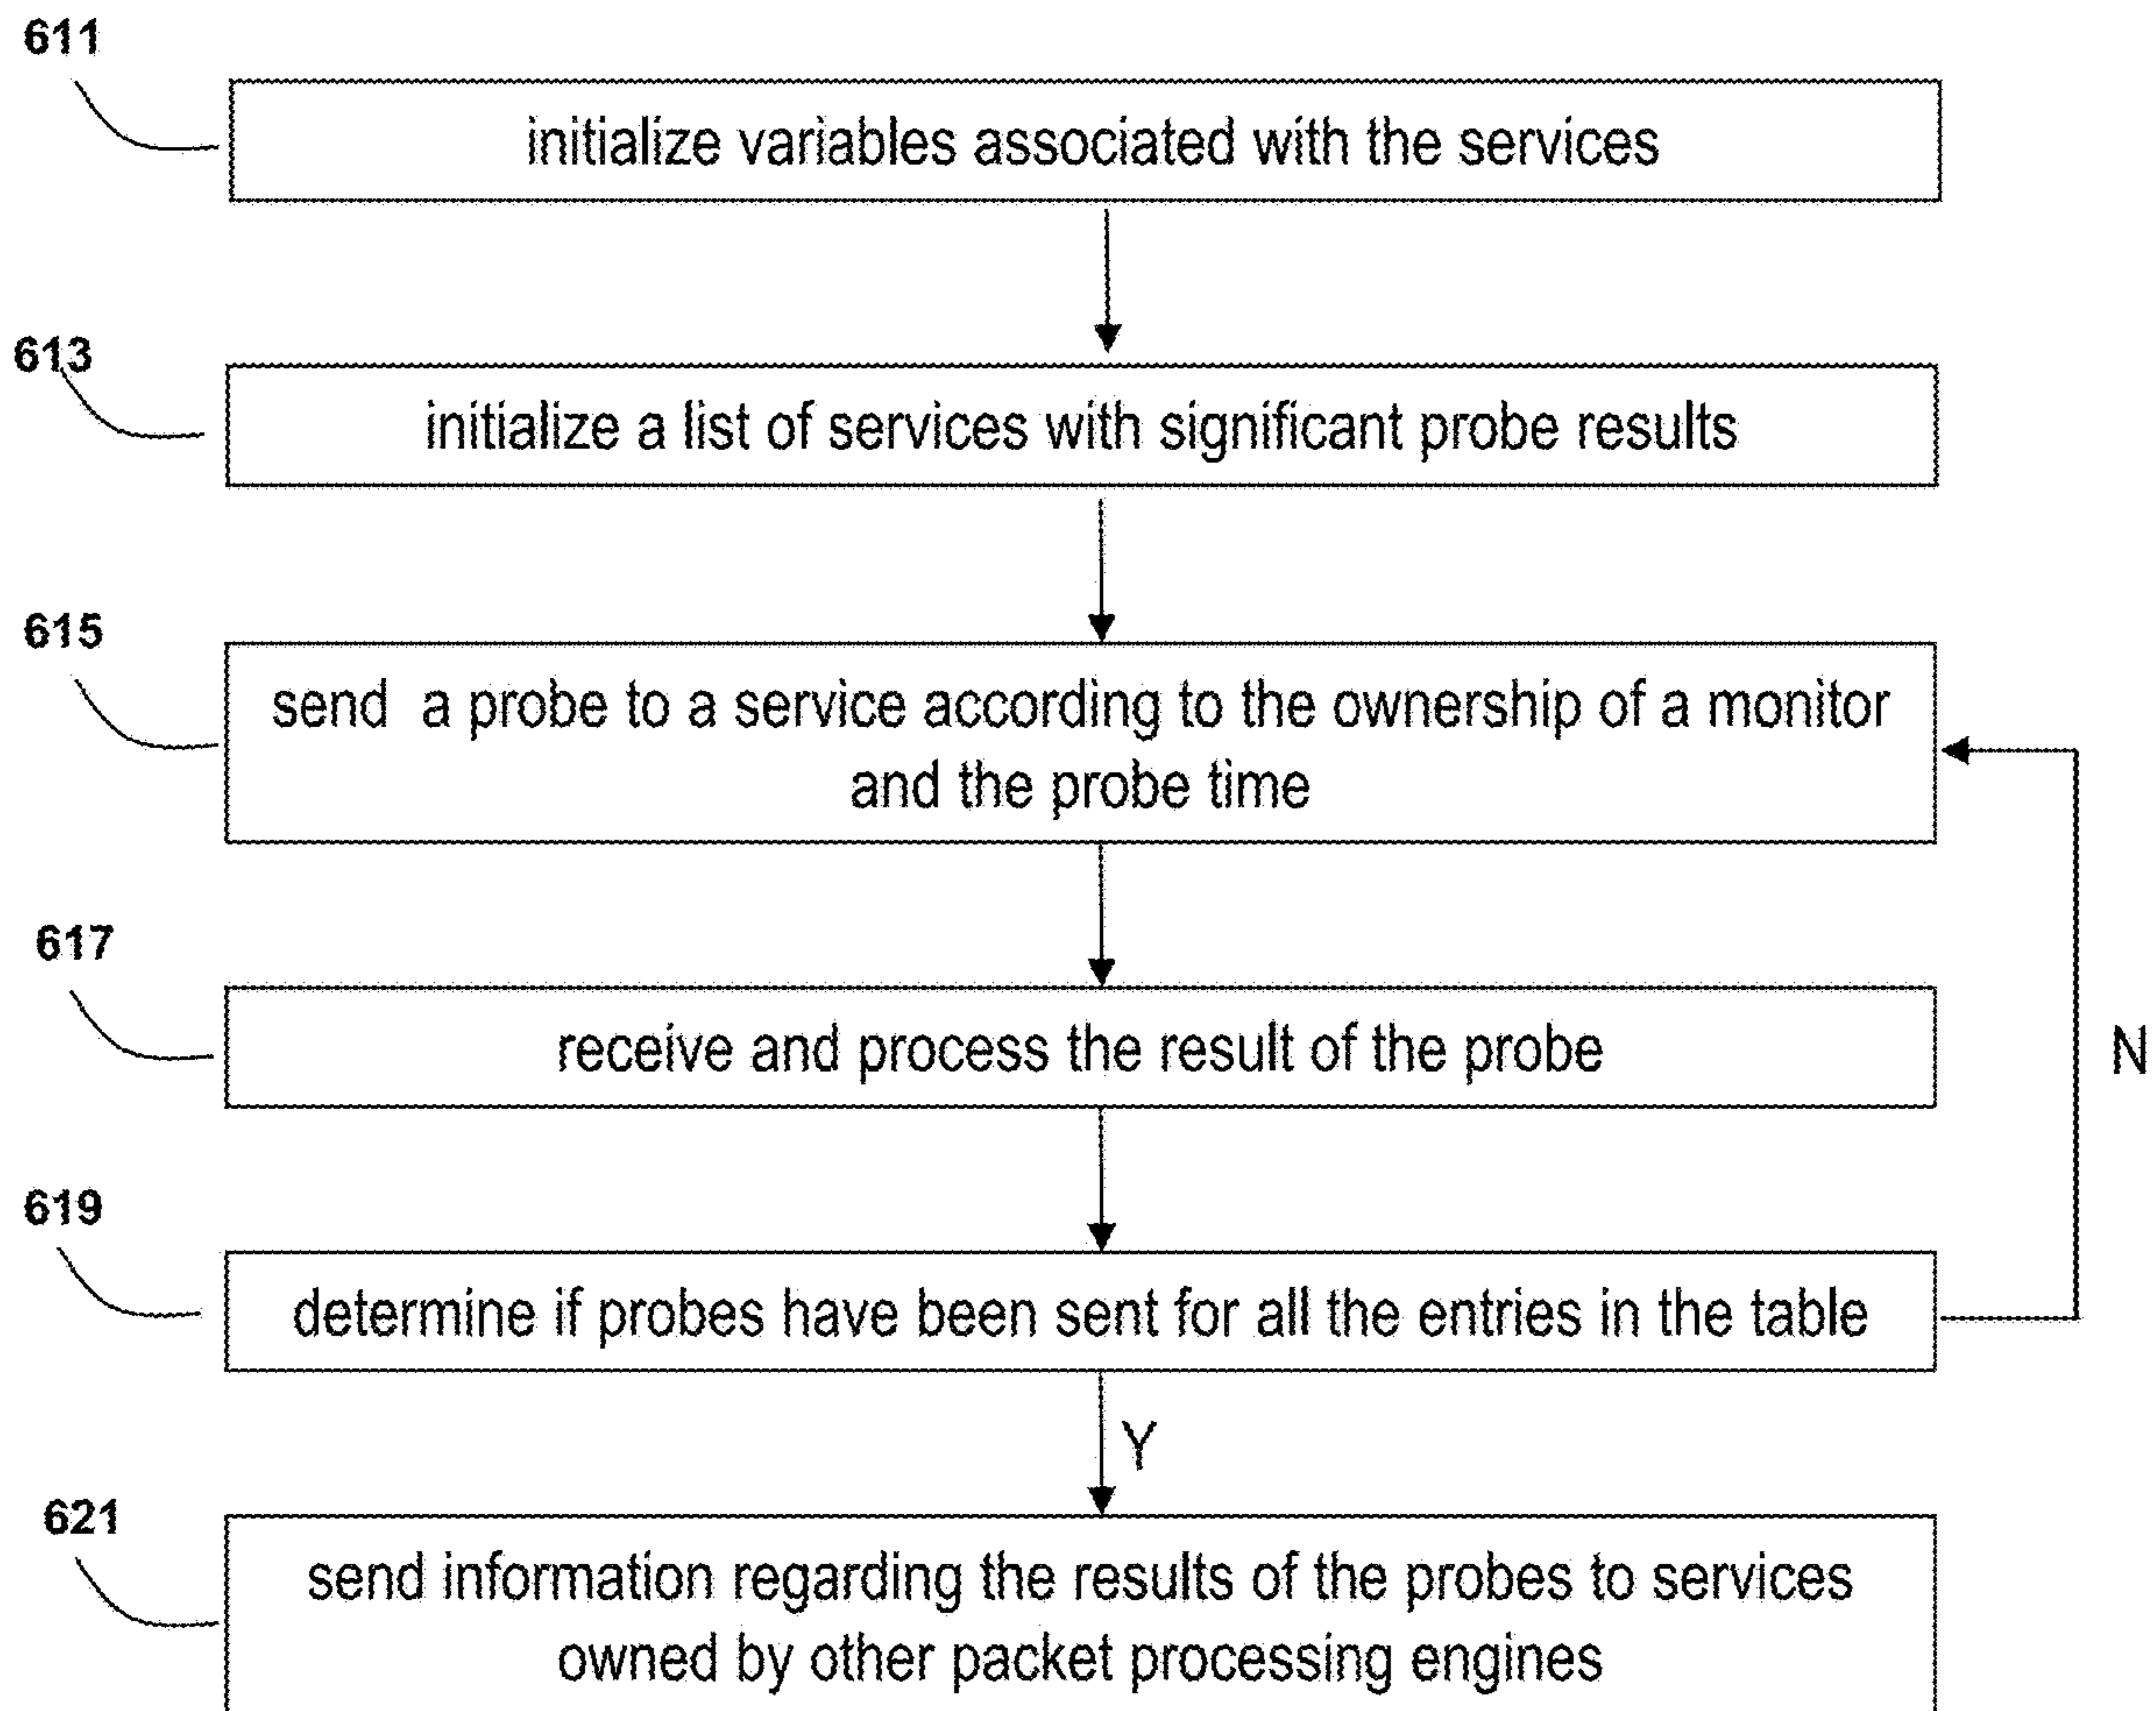 611
initialize variables associated with the services
613
initialize a list of services with significant probe results
615
send a probe to a service according to the ownership of a monitor
and the probe time
617
receive and process the result of the probe
N
619
determine if probes have been sent for all the entries in the table
Y
621
send information regarding the results of the probes to services
owned by other packet processing engines